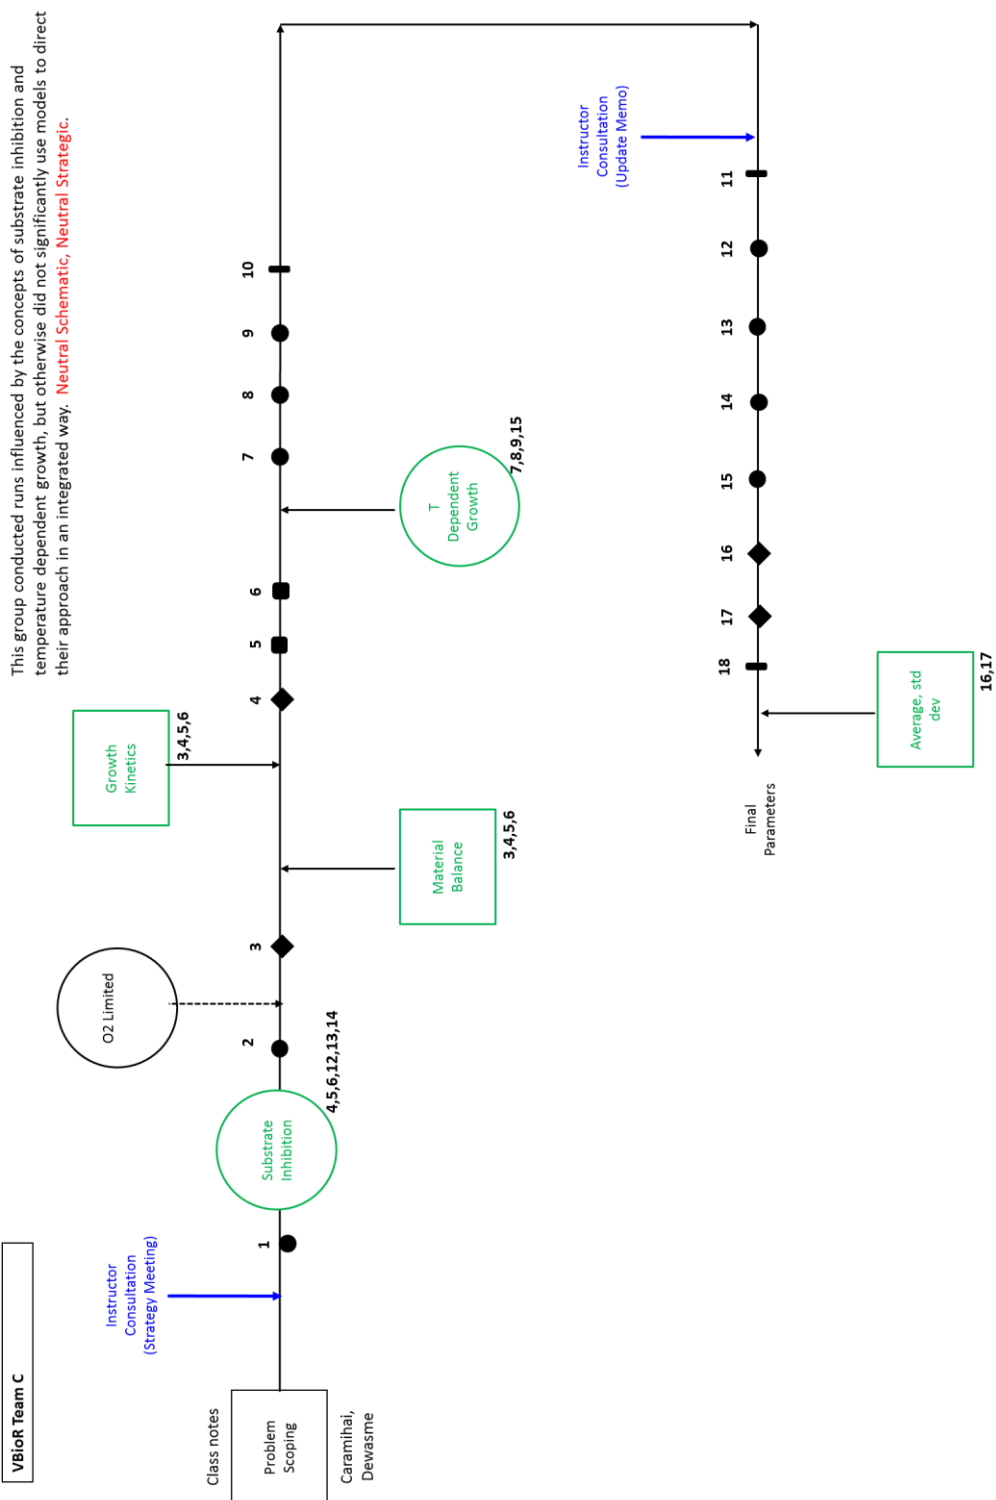 VBioR Team C
This group conducted runs influenced by the concepts of substrate inhibition and
temperature dependent growth, but otherwise did not significantly use models to direct
their approach in an integrated way. Neutral Schematic, Neutral Strategic.
Class notes
Problem
Scoping
Caramihai,
Dewasme
Instructor
Consultation
(Strategy Meeting)
1
Substrate
Inhibition
4,5,6,12,13,14
2
O2 Limited
3
Material
Balance
3,4,5,6
Growth
Kinetics
3,4,5,6
4
5
6
T
Dependent
Growth
7,8,9,15
7
8
9
10
Instructor
Consultation
(Update Memo)
11
12
13
14
15
16
17
18
Average, std
dev
16,17
Final
Parameters